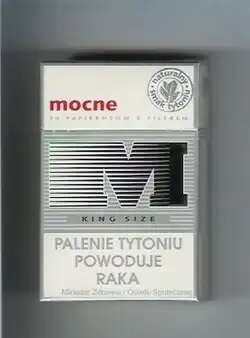 naturalny
smak tytoniu
mocne
20 PAPIEROSÓW Z FILTREM
M
KING SIZE
PALENIE TYTONIU
POWODUJE
RAKA
Minister Zdrowia i Opieki Społecznej